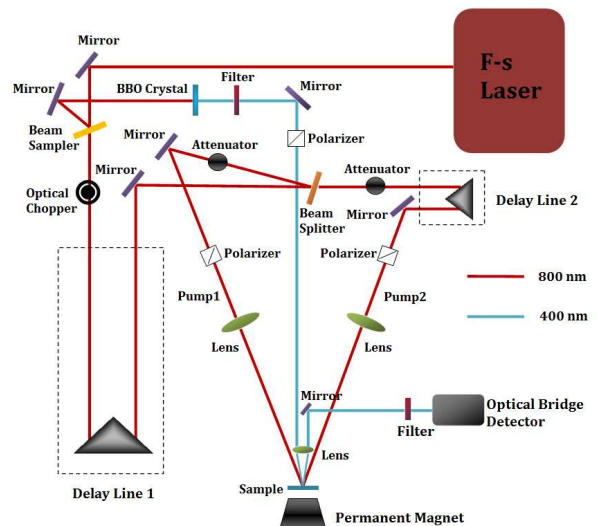 Mirror
F-s
Laser
Mirror
BBO Crystal
Filter
Mirror
Beam
Sampler
Mirror
Attenuator
Polarizer
Mirror
Attenuator
Optical
Chopper
Mirror
Delay Line 2
Beam
Splitter
Polarizer
Polarizer
800 nm
Pump1
Pump2
400 nm
Lens
Lens
Mirror
Optical Bridge
Detector
Filter
Lens
Sample
Delay Line 1
Permanent Magnet